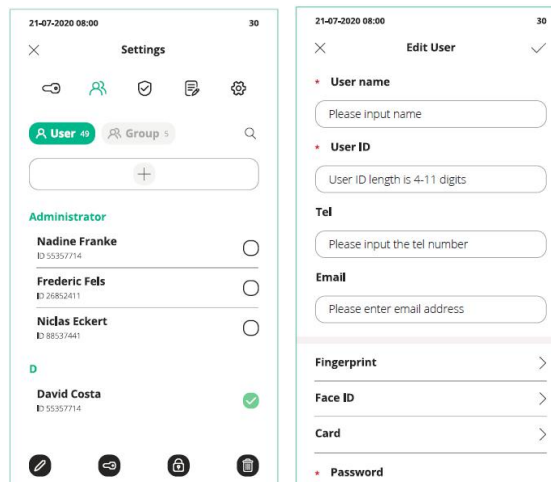 21-07-2020 08:00 30
Settings
User 49 Group 5
Administrator
Nadine Franke
ID 55357714
Frederic Fels
ID 26852411
Niclas Eckert
ID 88537441
D
David Costa
ID 55357714
21-07-2020 08:00 30
Edit User
* User name
Please input name
* User ID
User ID length is 4-11 digits
Tel
Please input the tel number
Email
Please enter email address
Fingerprint
Face ID
Card
* Password